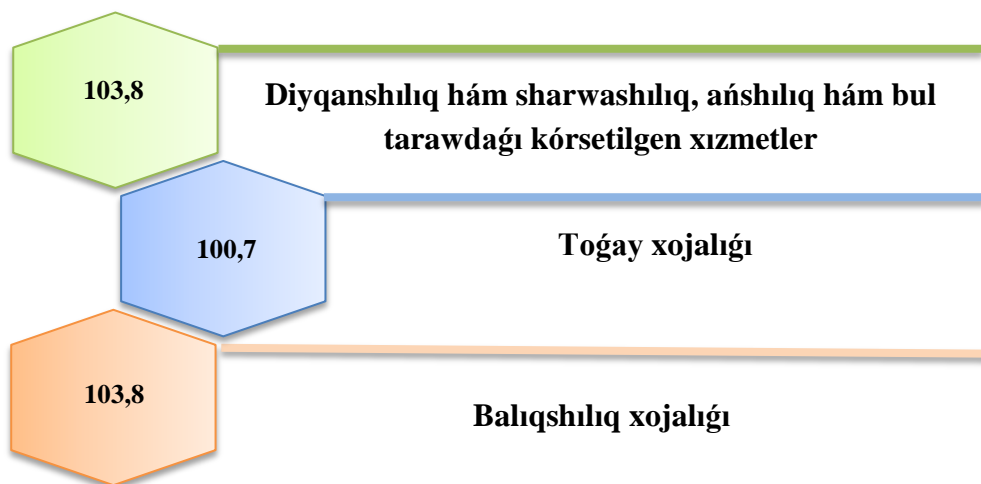 103,8
Diyqanshılıq hám sharwashılıq, ańshılıq hám bul
tarawdaǵı kórsetilgen xızmetler
100,7
Toǵay xojalıǵı
103,8
Balıqshılıq xojalıǵı